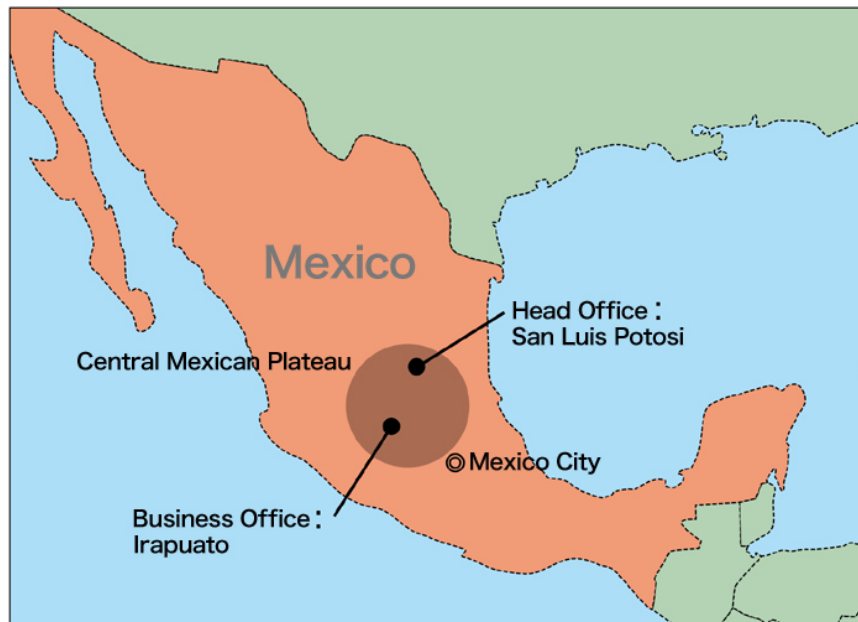 Mexico
Head Office：
San Luis Potosi
Central Mexican Plateau
Mexico City
Business Office：
Irapuato